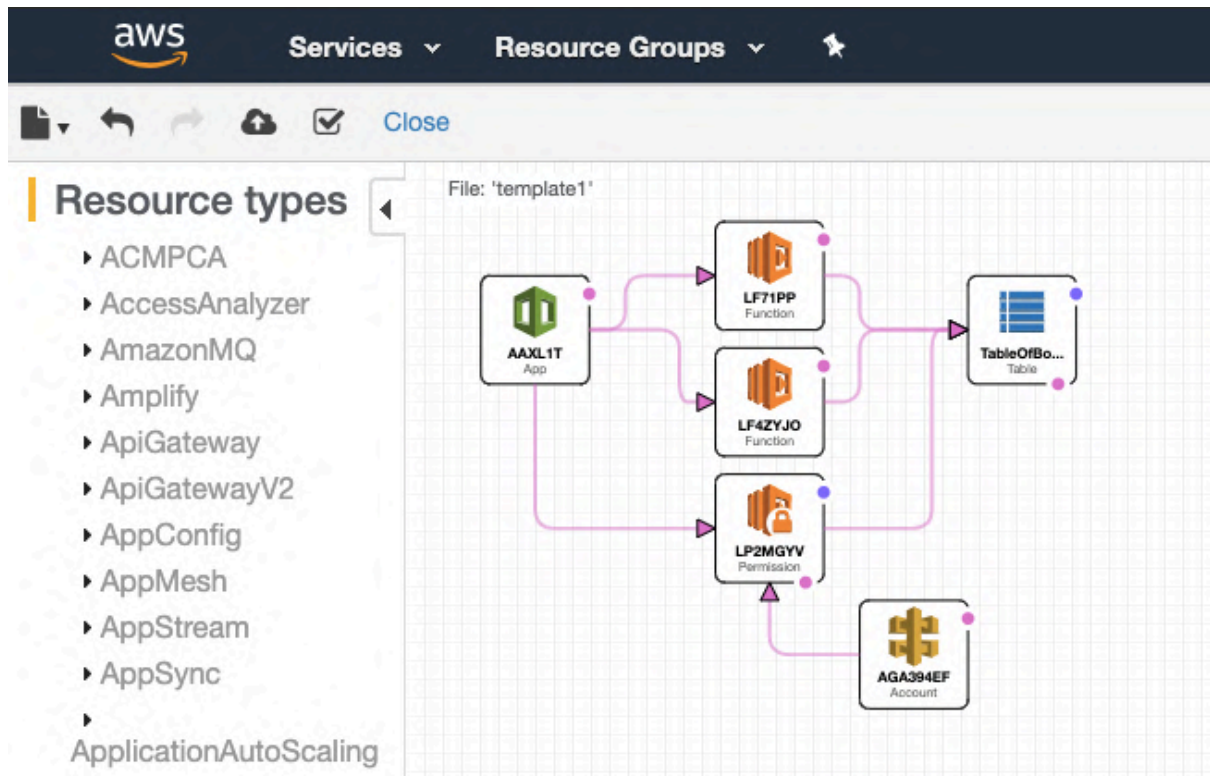 aws Services Resource Groups
Close
Resource types
ACMPCA
AccessAnalyzer
AmazonMQ
Amplify
ApiGateway
ApiGatewayV2
AppConfig
AppMesh
AppStream
AppSync
ApplicationAutoScaling
File: 'template1'
AAXL1T
App
LF71PP
Function
LF4ZYJO
Function
LP2MGYV
Permission
TableOfBo...
Table
AGA394EF
Account